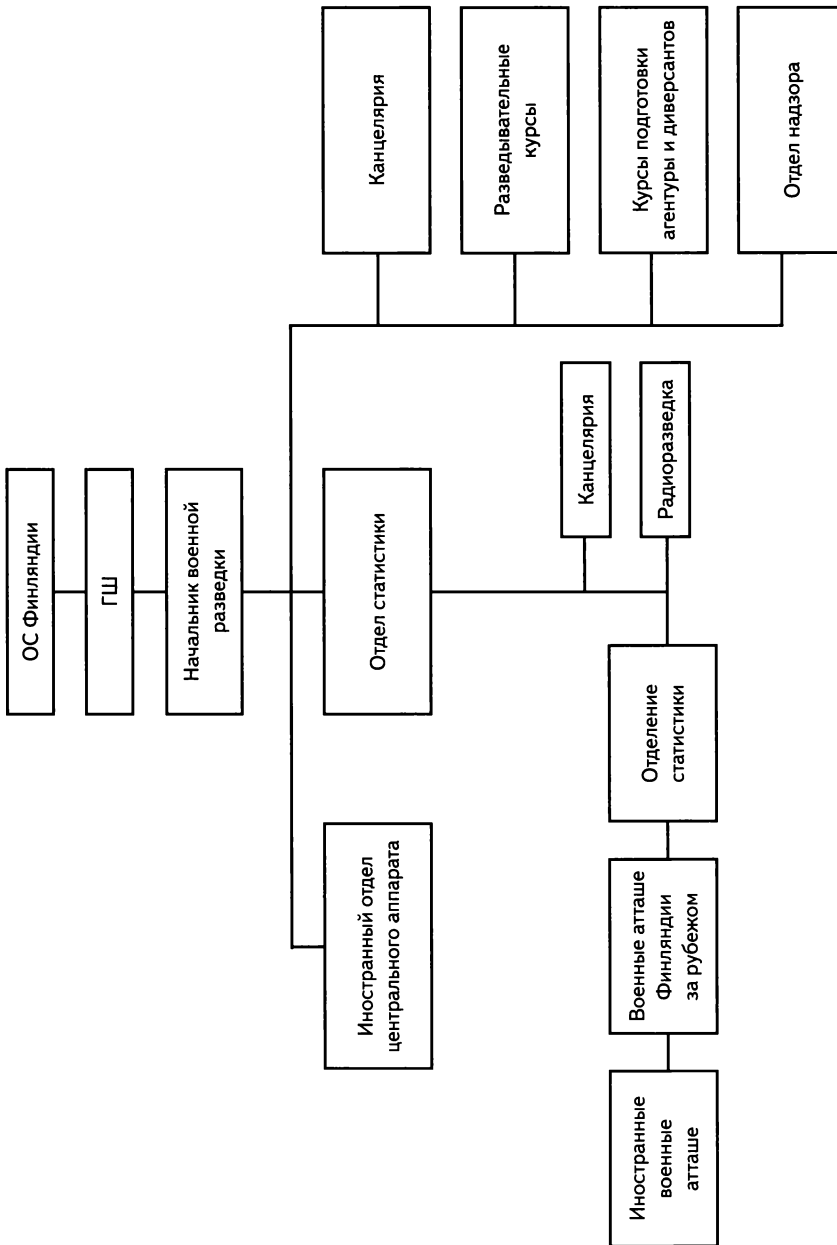 ОС Финляндии
ГШ
Начальник военной
разведки
Иностранный отдел
центрального аппарата
Отдел статистики
Канцелярия
Разведывательные
курсы
Курсы подготовки
агентуры и диверсантов
Отдел надзора
Канцелярия
Радиоразведка
Отделение
статистики
Военные атташе
Финляндии
за рубежом
Иностранные
военные
атташе